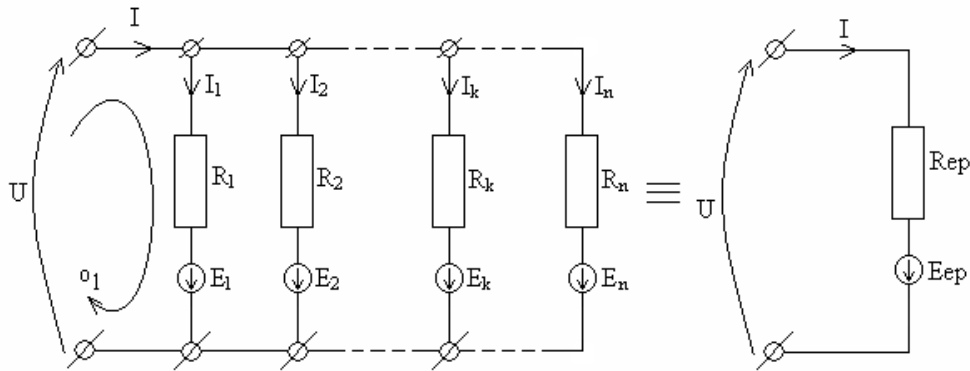 I
I
I₁
I₂
Iₖ
Iₙ
U
R₁
R₂
Rₖ
Rₙ
≡
U
Rep
o₁
E₁
E₂
Eₖ
Eₙ
Eep